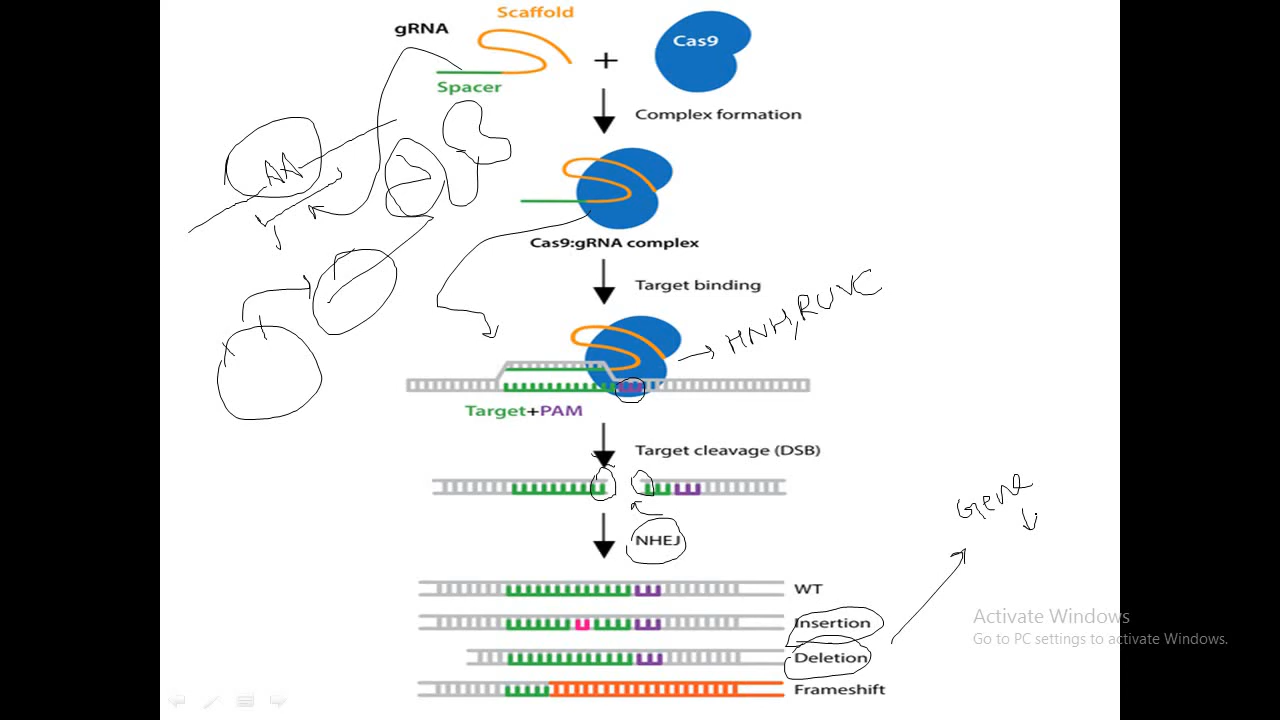 Scaffold
gRNA
Cas9
+
Spacer
Complex formation
AA
Cas9:gRNA complex
Target binding
HNH, RUVC
Target+PAM
Target cleavage (DSB)
Gene
NHEJ
WT
Insertion
Activate Windows
Go to PC settings to activate Windows.
Deletion
Frameshift